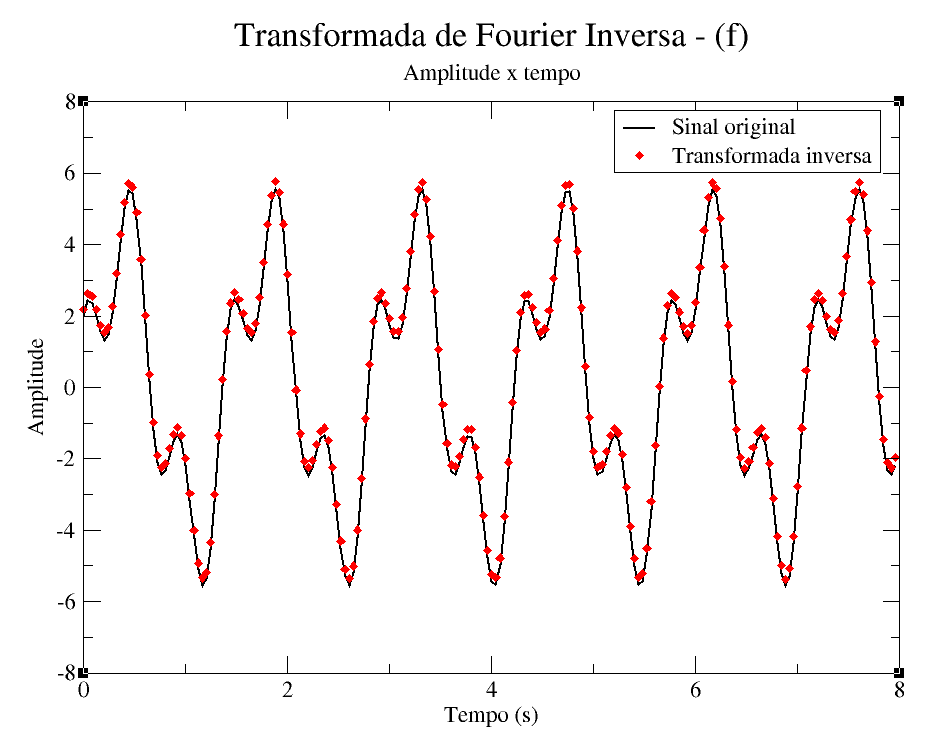 Transformada de Fourier Inversa - (f)
Amplitude x tempo
Sinal original
Transformada inversa
Amplitude
8
6
4
2
0
-2
-4
-6
-8
0 2 4 6 8
Tempo (s)